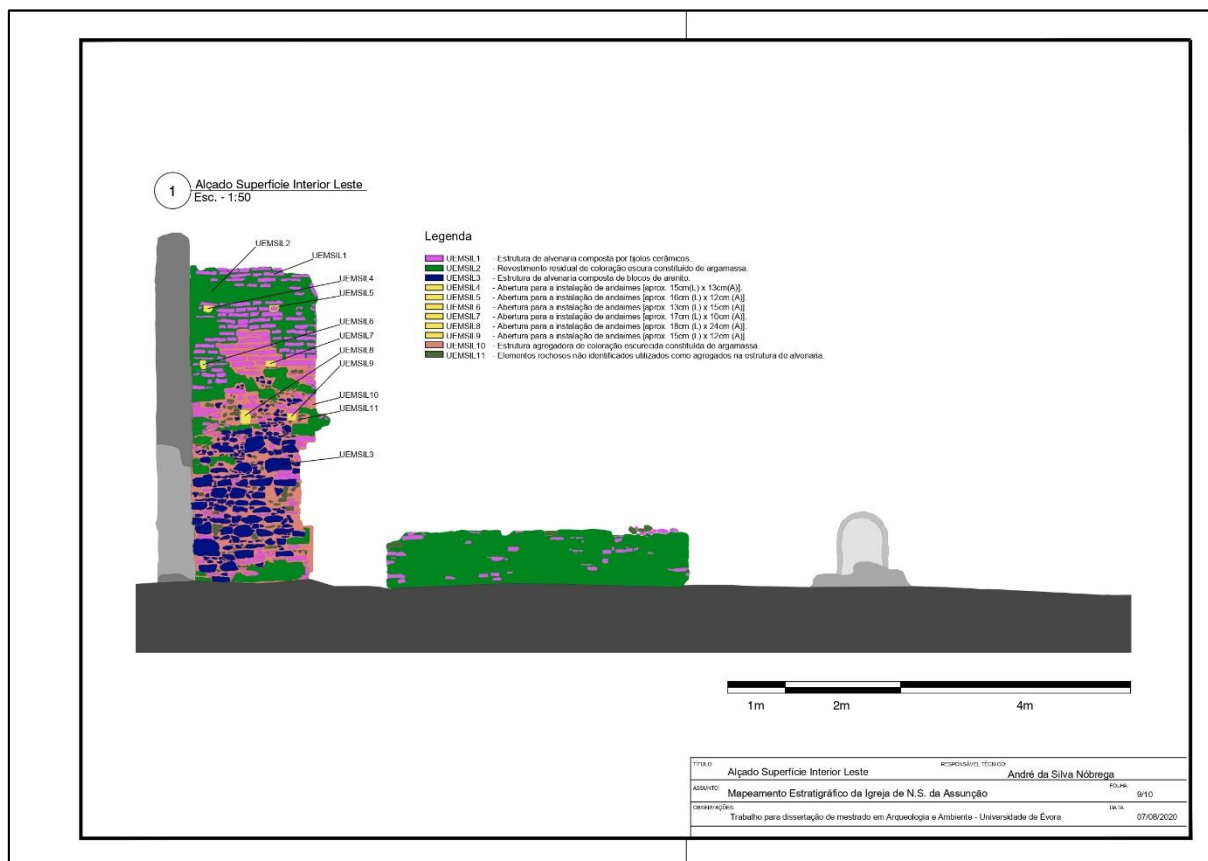 1
Alçado Superfície Interior Leste
Esc. - 1:50
UEMSIL2
UEMSIL1
UEMSIL4
UEMSIL5
UEMSIL6
UEMSIL7
UEMSIL8
UEMSIL9
UEMSIL10
UEMSIL11
UEMSIL3
Legenda
UEMSIL1 - Estrutura de alvenaria composta por tijolos cerâmicos.
UEMSIL2 - Revestimento residual de coloração escura constituído de argamassa.
UEMSIL3 - Estrutura de alvenaria composta de blocos de arenito.
UEMSIL4 - Abertura para a instalação de andaimes [aprox. 15cm(L) x 13cm(A)].
UEMSIL5 - Abertura para a instalação de andaimes [aprox. 16cm (L) x 12cm (A)].
UEMSIL6 - Abertura para a instalação de andaimes [aprox. 13cm (L) x 15cm (A)]
UEMSIL7 - Abertura para a instalação de andaimes [aprox. 17cm (L) x 10cm (A)].
UEMSIL8 - Abertura para a instalação de andaimes [aprox. 18cm (L) x 24cm (A)].
UEMSIL9 - Abertura para a instalação de andaimes [aprox. 15cm (L) x 12cm (A)]
UEMSIL10 - Estrutura agregadora de coloração escurecida constituída de argamassa.
UEMSIL11 - Elementos rochosos não identificados utilizados como agregados na estrutura de alvenaria.
1m 2m 4m
TÍTULO: Alçado Superfície Interior Leste RESPONSÁVEL TÉCNICO: André da Silva Nóbrega
ASSUNTO: Mapeamento Estratigráfico da Igreja de N.S. da Assunção FOLHA: 9/10
OBSERVAÇÕES: Trabalho para dissertação de mestrado em Arqueologia e Ambiente - Universidade de Évora DATA: 07/08/2020